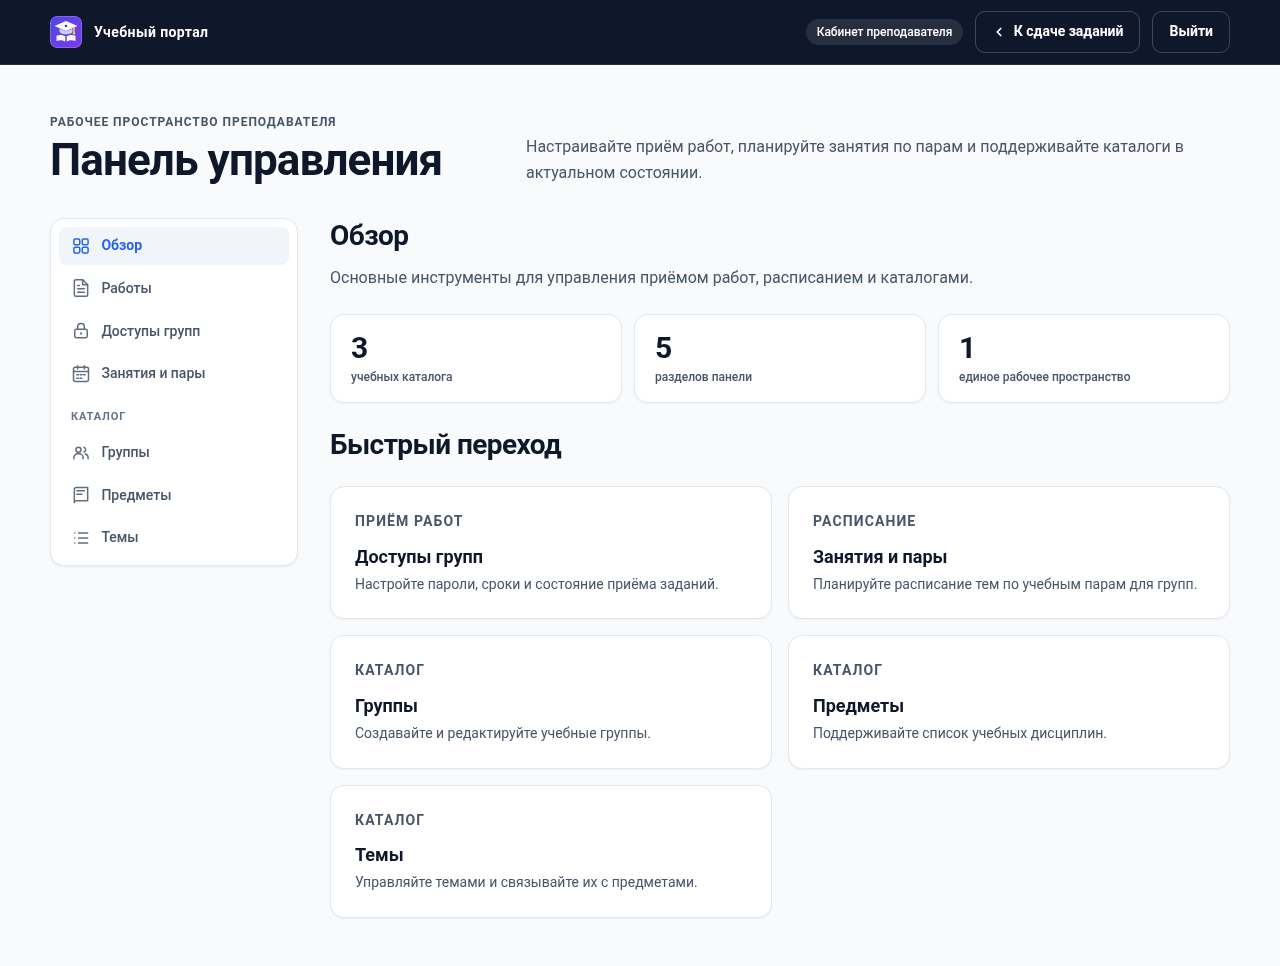 Учебный портал
Кабинет преподавателя
К сдаче заданий
Выйти
РАБОЧЕЕ ПРОСТРАНСТВО ПРЕПОДАВАТЕЛЯ
Панель управления
Настраивайте приём работ, планируйте занятия по парам и поддерживайте каталоги в
актуальном состоянии.
Обзор
Работы
Доступы групп
Занятия и пары
КАТАЛОГ
Группы
Предметы
Темы
Обзор
Основные инструменты для управления приёмом работ, расписанием и каталогами.
3
учебных каталога
5
разделов панели
1
единое рабочее пространство
Быстрый переход
ПРИЁМ РАБОТ
Доступы групп
Настройте пароли, сроки и состояние приёма заданий.
РАСПИСАНИЕ
Занятия и пары
Планируйте расписание тем по учебным парам для групп.
КАТАЛОГ
Группы
Создавайте и редактируйте учебные группы.
КАТАЛОГ
Предметы
Поддерживайте список учебных дисциплин.
КАТАЛОГ
Темы
Управляйте темами и связывайте их с предметами.